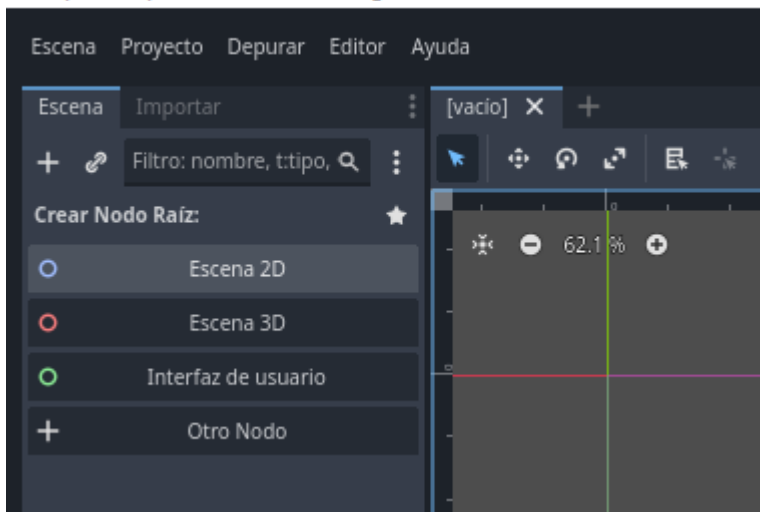 Escena Proyecto Depurar Editor Ayuda
Escena Importar
[vacío]
Filtro: nombre, t:tipo,
Crear Nodo Raíz:
62.1 %
Escena 2D
Escena 3D
Interfaz de usuario
Otro Nodo